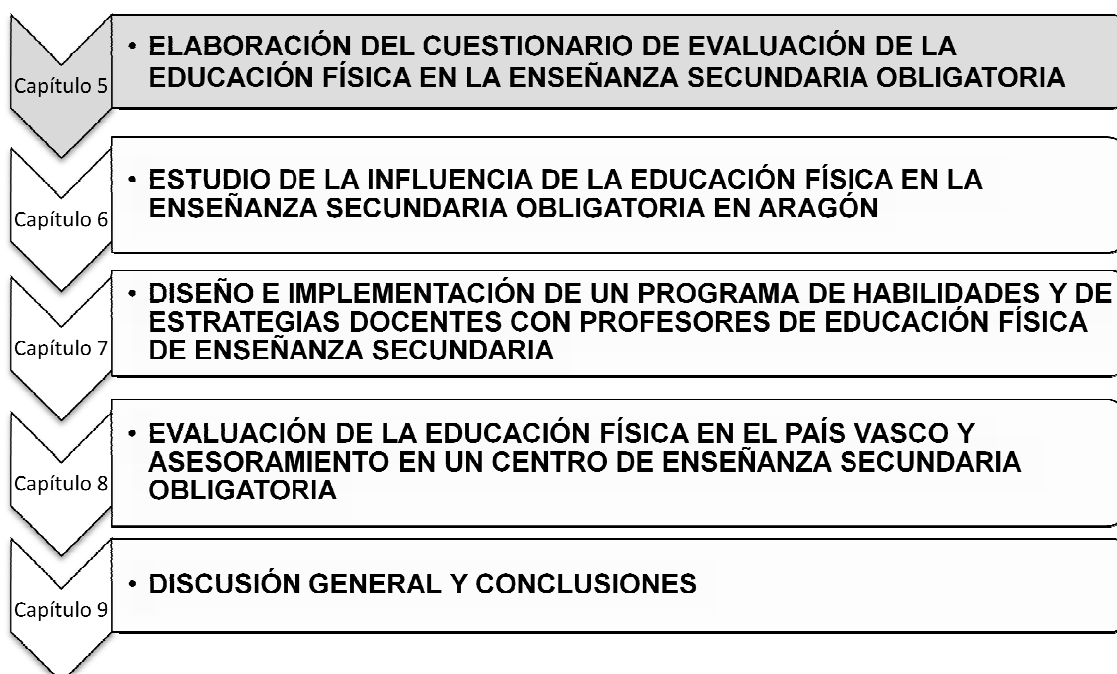 Capítulo 5
• ELABORACIÓN DEL CUESTIONARIO DE EVALUACIÓN DE LA
EDUCACIÓN FÍSICA EN LA ENSEÑANZA SECUNDARIA OBLIGATORIA
Capítulo 6
• ESTUDIO DE LA INFLUENCIA DE LA EDUCACIÓN FÍSICA EN LA
ENSEÑANZA SECUNDARIA OBLIGATORIA EN ARAGÓN
Capítulo 7
• DISEÑO E IMPLEMENTACIÓN DE UN PROGRAMA DE HABILIDADES Y DE
ESTRATEGIAS DOCENTES CON PROFESORES DE EDUCACIÓN FÍSICA
DE ENSEÑANZA SECUNDARIA
Capítulo 8
• EVALUACIÓN DE LA EDUCACIÓN FÍSICA EN EL PAÍS VASCO Y
ASESORAMIENTO EN UN CENTRO DE ENSEÑANZA SECUNDARIA
OBLIGATORIA
Capítulo 9
• DISCUSIÓN GENERAL Y CONCLUSIONES